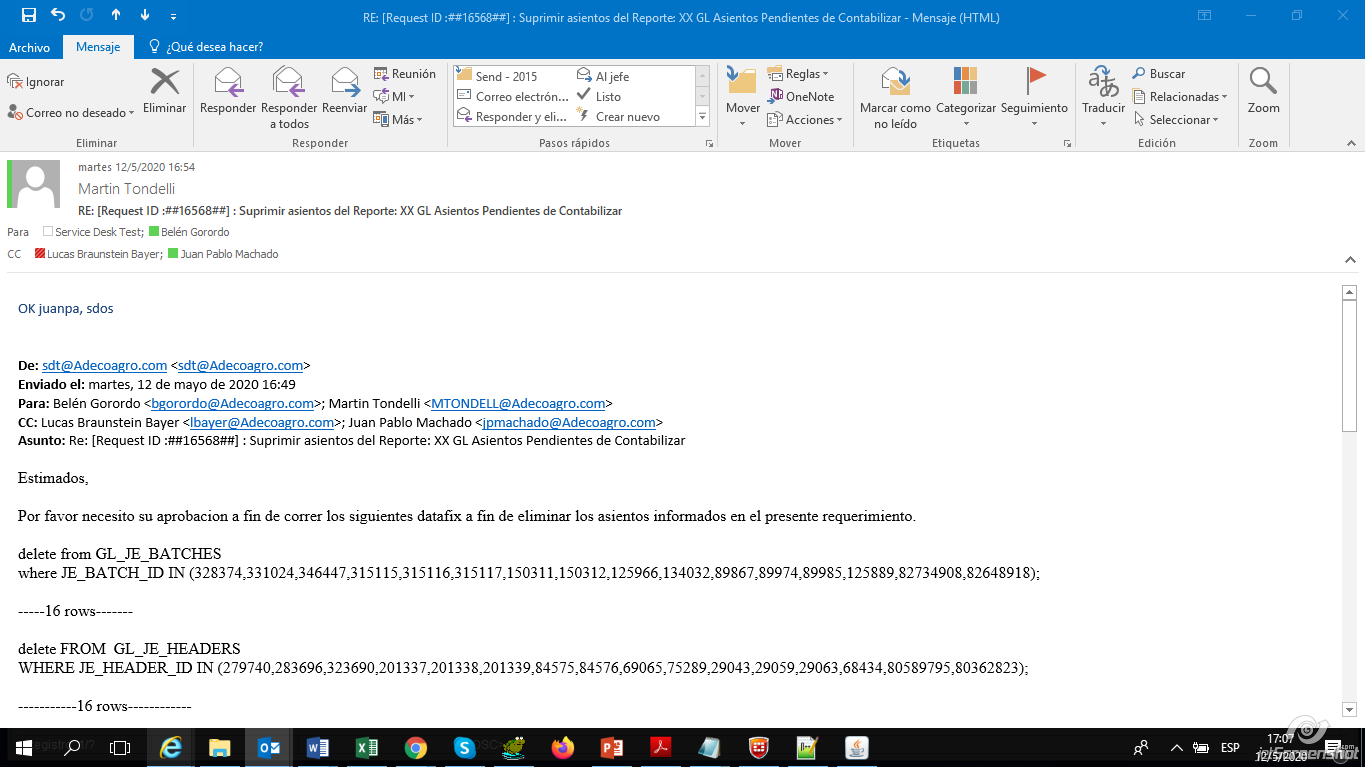 RE: [Request ID :##16568##] : Suprimir asientos del Reporte: XX GL Asientos Pendientes de Contabilizar - Mensaje (HTML)
Archivo Mensaje ¿Qué desea hacer?
Ignorar
Correo no deseado
Eliminar
Eliminar
Responder
Responder a todos
Reenviar
Reunión
MI
Más
Responder
Send - 2015
Correo electrón...
Responder y eli...
Al jefe
Listo
Crear nuevo
Pasos rápidos
Mover
Reglas
OneNote
Acciones
Mover
Marcar como no leído
Categorizar
Seguimiento
Etiquetas
Traducir
Buscar
Relacionadas
Seleccionar
Edición
Zoom
Zoom
martes 12/5/2020 16:54
Martin Tondelli
RE: [Request ID :##16568##] : Suprimir asientos del Reporte: XX GL Asientos Pendientes de Contabilizar
Para Service Desk Test; Belén Gorordo
CC Lucas Braunstein Bayer; Juan Pablo Machado
OK juanpa, sdos
De: sdt@Adecoagro.com <sdt@Adecoagro.com>
Enviado el: martes, 12 de mayo de 2020 16:49
Para: Belén Gorordo <bgorordo@Adecoagro.com>; Martin Tondelli <MTONDELL@Adecoagro.com>
CC: Lucas Braunstein Bayer <lbayer@Adecoagro.com>; Juan Pablo Machado <jpmachado@Adecoagro.com>
Asunto: Re: [Request ID :##16568##] : Suprimir asientos del Reporte: XX GL Asientos Pendientes de Contabilizar
Estimados,
Por favor necesito su aprobacion a fin de correr los siguientes datafix a fin de eliminar los asientos informados en el presente requerimiento.
delete from GL_JE_BATCHES
where JE_BATCH_ID IN (328374,331024,346447,315115,315116,315117,150311,150312,125966,134032,89867,89974,89985,125889,82734908,82648918);
-----16 rows-------
delete FROM  GL_JE_HEADERS
WHERE JE_HEADER_ID IN (279740,283696,323690,201337,201338,201339,84575,84576,69065,75289,29043,29059,29063,68434,80589795,80362823);
-----------16 rows------------
ESP
17:07
12/5/2020